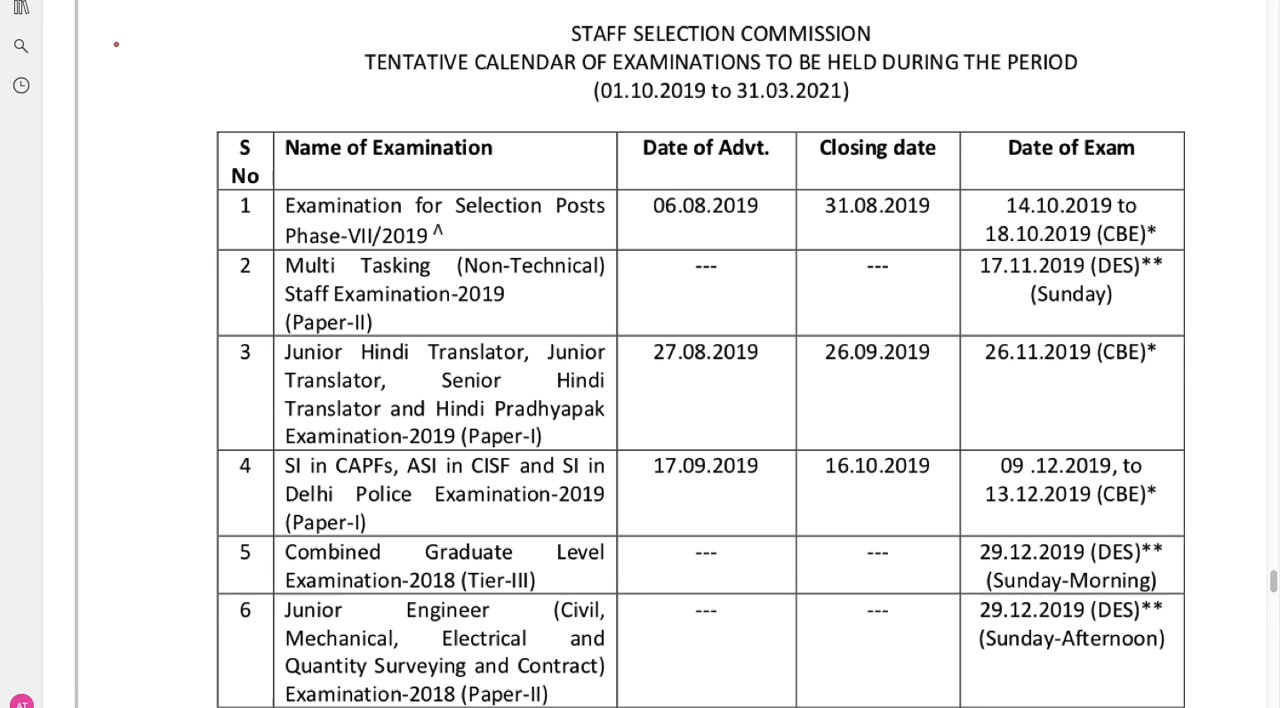 STAFF SELECTION COMMISSION
TENTATIVE CALENDAR OF EXAMINATIONS TO BE HELD DURING THE PERIOD
(01.10.2019 to 31.03.2021)
S No Name of Examination Date of Advt. Closing date Date of Exam
1 Examination for Selection Posts 06.08.2019 31.08.2019 14.10.2019 to
Phase-VII/2019 ^ 18.10.2019 (CBE)*
2 Multi Tasking (Non-Technical) --- --- 17.11.2019 (DES)**
Staff Examination-2019 (Sunday)
(Paper-II)
3 Junior Hindi Translator, Junior 27.08.2019 26.09.2019 26.11.2019 (CBE)*
Translator, Senior Hindi
Translator and Hindi Pradhyapak
Examination-2019 (Paper-I)
4 SI in CAPFs, ASI in CISF and SI in 17.09.2019 16.10.2019 09 .12.2019, to
Delhi Police Examination-2019 13.12.2019 (CBE)*
(Paper-I)
5 Combined Graduate Level --- --- 29.12.2019 (DES)**
Examination-2018 (Tier-III) (Sunday-Morning)
6 Junior Engineer (Civil, --- --- 29.12.2019 (DES)**
Mechanical, Electrical and (Sunday-Afternoon)
Quantity Surveying and Contract)
Examination-2018 (Paper-II)
AT